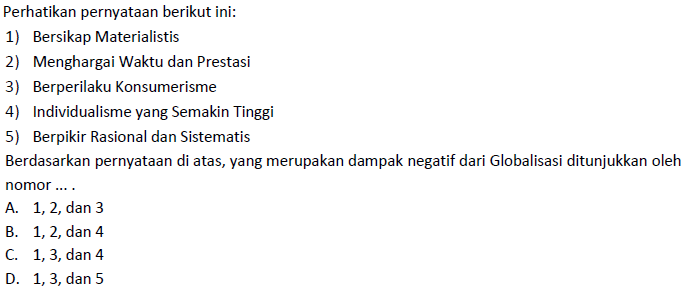 Perhatikan pernyataan berikut ini:
1) Bersikap Materialistis
2) Menghargai Waktu dan Prestasi
3) Berperilaku Konsumerisme
4) Individualisme yang Semakin Tinggi
5) Berpikir Rasional dan Sistematis
Berdasarkan pernyataan di atas, yang merupakan dampak negatif dari Globalisasi ditunjukkan oleh
nomor ... .
A. 1, 2, dan 3
B. 1, 2, dan 4
C. 1, 3, dan 4
D. 1, 3, dan 5